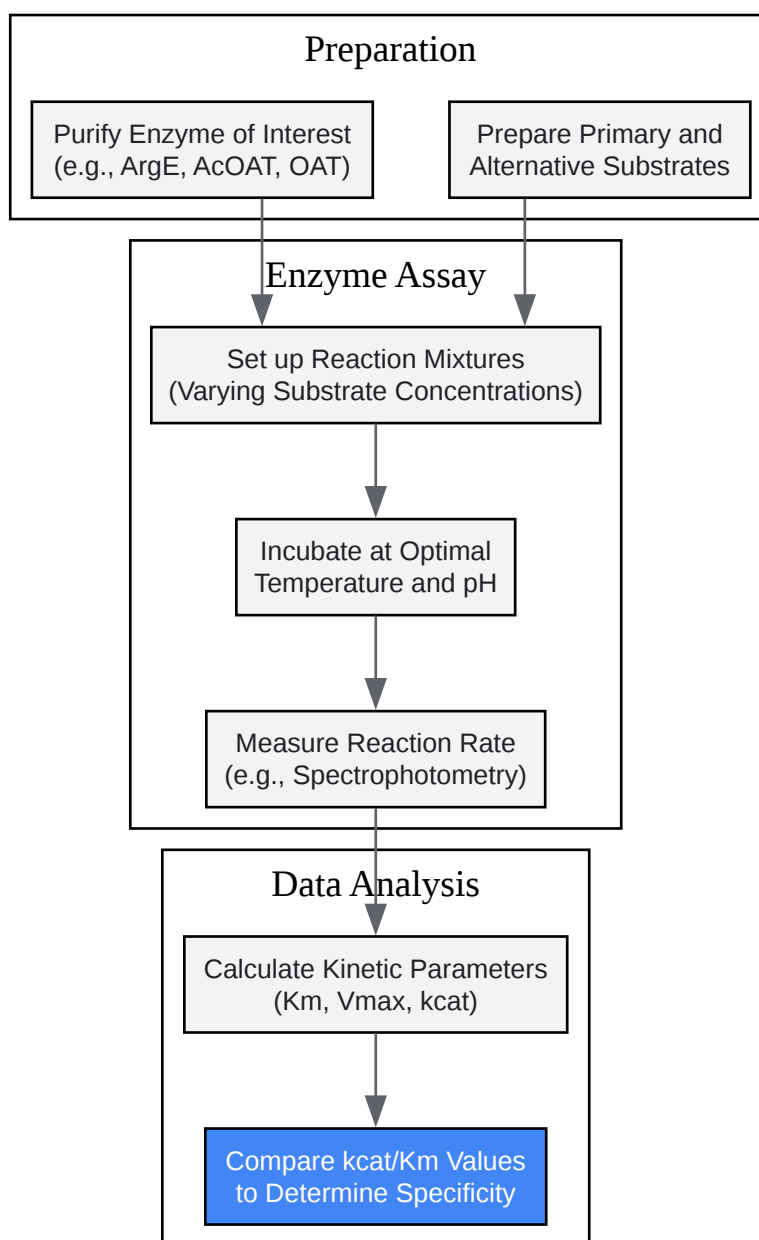 Preparation
Purify Enzyme of Interest
(e.g., ArgE, AcOAT, OAT)
Prepare Primary and
Alternative Substrates
Enzyme Assay
Set up Reaction Mixtures
(Varying Substrate Concentrations)
Incubate at Optimal
Temperature and pH
Measure Reaction Rate
(e.g., Spectrophotometry)
Data Analysis
Calculate Kinetic Parameters
(Km, Vmax, kcat)
Compare kcat/Km Values
to Determine Specificity